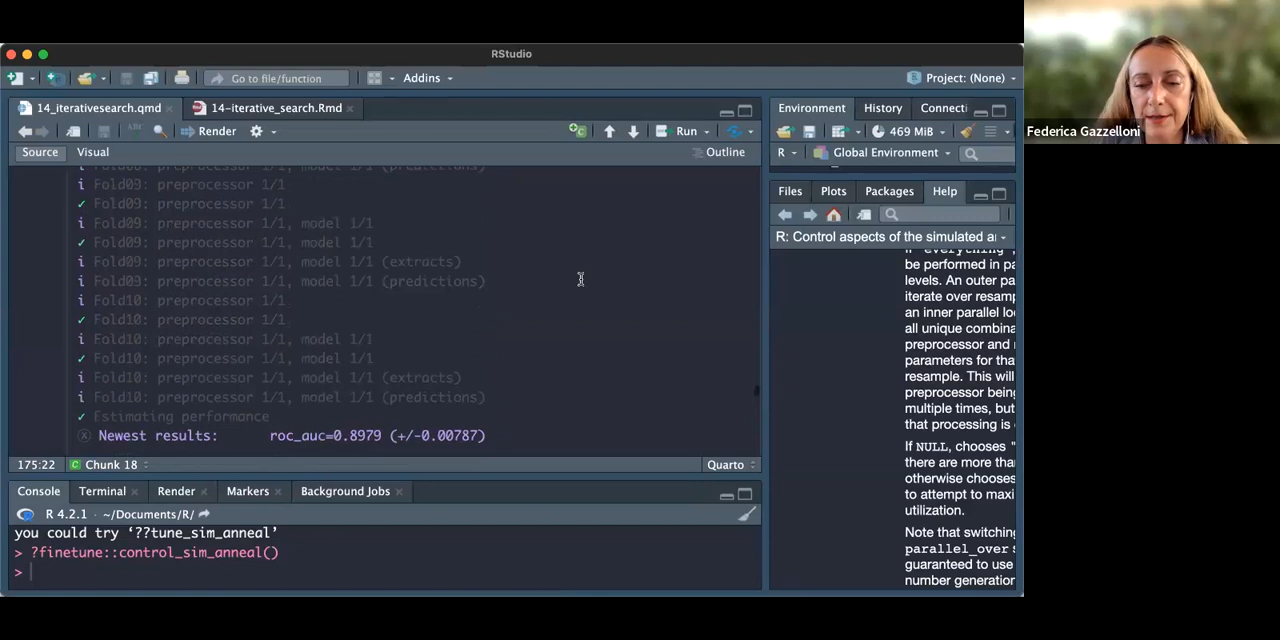 RStudio
Go to file/function
Addins
Project: (None)
14_iterativesearch.qmd
14-iterative_search.Rmd
Render
Run
Source
Visual
Outline
Fold09: preprocessor 1/1
Fold09: preprocessor 1/1
Fold09: preprocessor 1/1, model 1/1
Fold09: preprocessor 1/1, model 1/1
Fold09: preprocessor 1/1, model 1/1 (extracts)
Fold09: preprocessor 1/1, model 1/1 (predictions)
Fold10: preprocessor 1/1
Fold10: preprocessor 1/1
Fold10: preprocessor 1/1, model 1/1
Fold10: preprocessor 1/1, model 1/1
Fold10: preprocessor 1/1, model 1/1 (extracts)
Fold10: preprocessor 1/1, model 1/1 (predictions)
✓ Estimating performance
Newest results: roc_auc=0.8979 (+/-0.00787)
175:22
Chunk 18
Quarto
Console
Terminal
Render
Markers
Background Jobs
R 4.2.1 · ~/Documents/R/
you could try ‘??tune_sim_anneal’
> ?finetune::control_sim_anneal()
>
Environment
History
Connecti
469 MiB
R
Global Environment
Files
Plots
Packages
Help
R: Control aspects of the simulated a
be performed in pa
levels. An outer pa
iterate over resamp
an inner parallel loo
all unique combina
preprocessor and
parameters for tha
resample. This will
preprocessor being
multiple times, but
that processing is
If NULL, chooses "
there are more tha
otherwise chooses
to attempt to maxi
utilization.
Note that switching
parallel_over s
guaranteed to use
number generation
Federica Gazzelloni